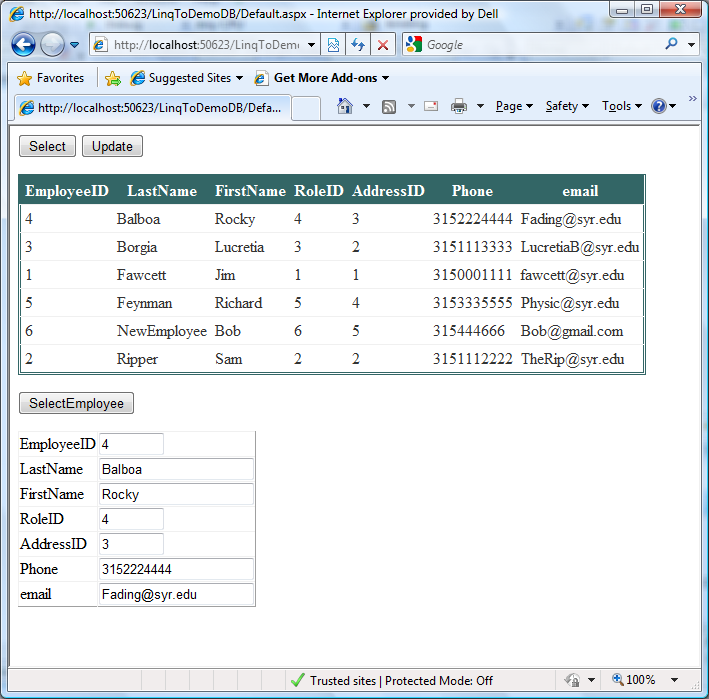 http://localhost:50623/LinqToDemoDB/Default.aspx - Internet Explorer provided by Dell
http://localhost:50623/LinqToDemo Google
Favorites Suggested Sites Get More Add-ons
http://localhost:50623/LinqToDemoDB/Defa... Page Safety Tools »
Select Update
EmployeeID LastName FirstName RoleID AddressID Phone email
4 Balboa Rocky 4 3 3152224444 Fading@syr.edu
3 Borgia Lucretia 3 2 3151113333 LucretiaB@syr.edu
1 Fawcett Jim 1 1 3150001111 fawcett@syr.edu
5 Feynman Richard 5 4 3153335555 Physic@syr.edu
6 NewEmployee Bob 6 5 315444666 Bob@gmail.com
2 Ripper Sam 2 2 3151112222 TheRip@syr.edu
SelectEmployee
EmployeeID 4
LastName Balboa
FirstName Rocky
RoleID 4
AddressID 3
Phone 3152224444
email Fading@syr.edu
Trusted sites | Protected Mode: Off 100%